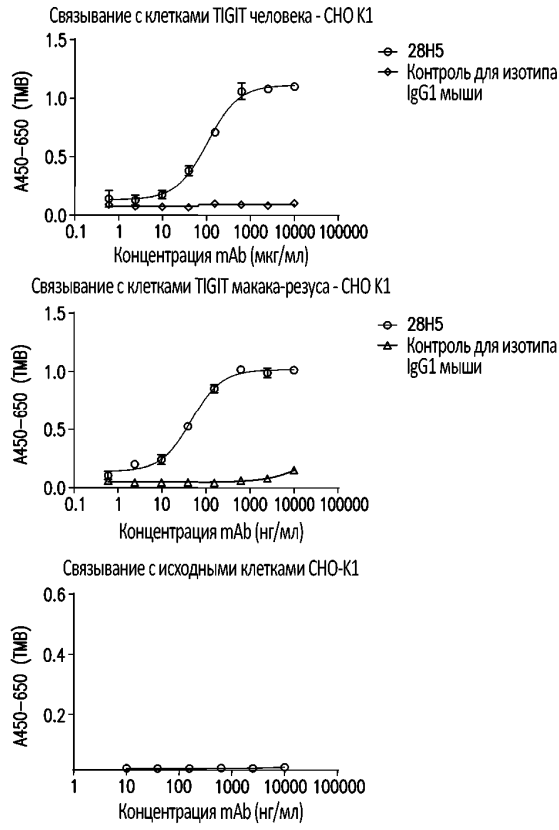 Связывание с клетками TIGIT человека - CHO K1
28H5
Контроль для изотипа
IgG1 мыши
A450–650 (TMB)
1.5
1.0
0.5
0.0
0.1 1 10 100 1000 10000 100000
Концентрация mAb (мкг/мл)
Связывание с клетками TIGIT макака-резуса - CHO K1
28H5
Контроль для изотипа
IgG1 мыши
A450–650 (TMB)
1.5
1.0
0.5
0.0
0.1 1 10 100 1000 10000 100000
Концентрация mAb (нг/мл)
Связывание с исходными клетками CHO-K1
A450–650 (TMB)
0.6
0.4
0.2
1 10 100 1000 10000 100000
Концентрация mAb (нг/мл)